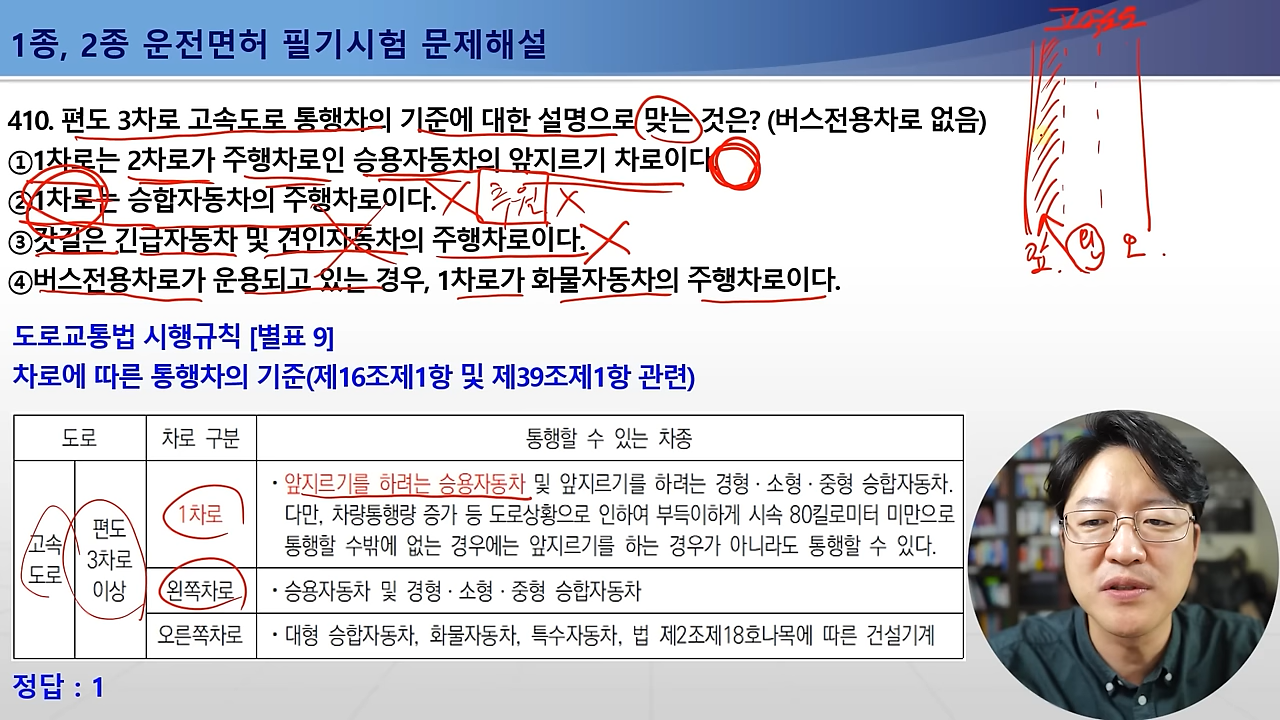 1종, 2종 운전면허 필기시험 문제해설
고속도
410. 편도 3차로 고속도로 통행차의 기준에 대한 설명으로 맞는 것은? (버스전용차로 없음)
①1차로는 2차로가 주행차로인 승용자동차의 앞지르기 차로이다.
②1차로는 승합자동차의 주행차로이다.
③갓길은 긴급자동차 및 견인자동차의 주행차로이다.
앞. 왼 오.
④버스전용차로가 운용되고 있는 경우, 1차로가 화물자동차의 주행차로이다.
도로교통법 시행규칙 [별표 9]
차로에 따른 통행차의 기준(제16조제1항 및 제39조제1항 관련)
도로 차로 구분 통행할 수 있는 차종
고속도로 편도 3차로 이상 1차로 ·앞지르기를 하려는 승용자동차 및 앞지르기를 하려는 경형·소형·중형 승합자동차.
다만, 차량통행량 증가 등 도로상황으로 인하여 부득이하게 시속 80킬로미터 미만으로
통행할 수밖에 없는 경우에는 앞지르기를 하는 경우가 아니라도 통행할 수 있다.
왼쪽차로 ·승용자동차 및 경형·소형·중형 승합자동차
오른쪽차로 ·대형 승합자동차, 화물자동차, 특수자동차, 법 제2조제18호나목에 따른 건설기계
정답 : 1